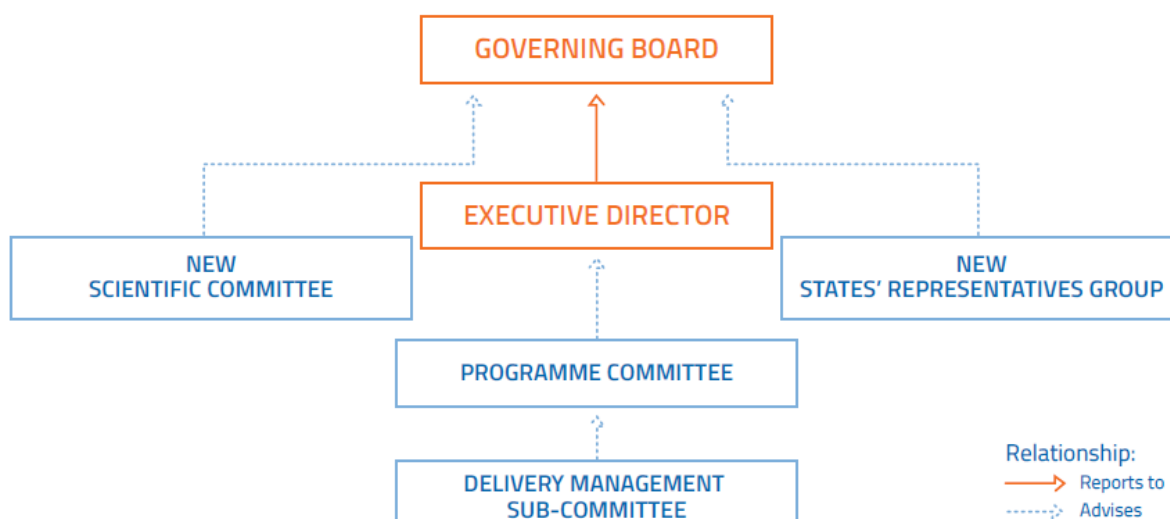 GOVERNING BOARD
EXECUTIVE DIRECTOR
NEW
SCIENTIFIC COMMITTEE
NEW
STATES' REPRESENTATIVES GROUP
PROGRAMME COMMITTEE
DELIVERY MANAGEMENT
SUB-COMMITTEE
Relationship:
Reports to
Advises